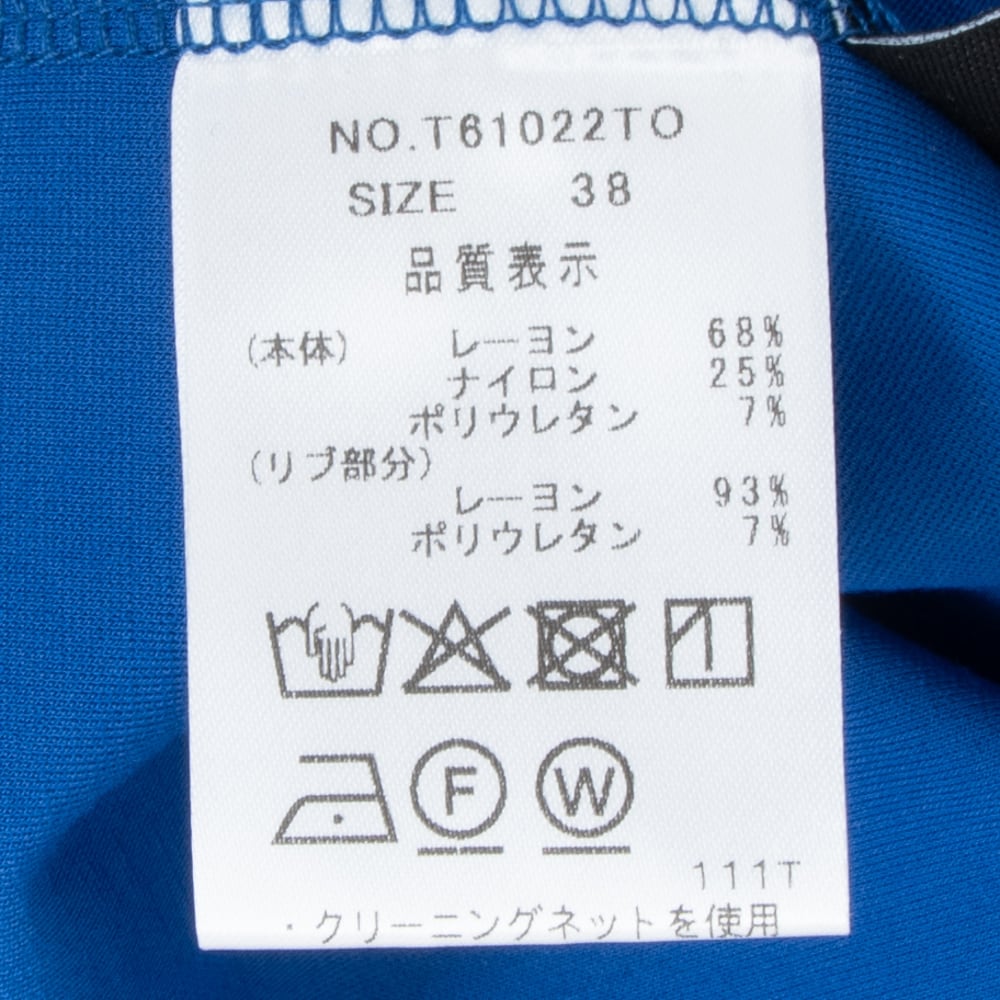 NO.T61022TO
SIZE 38
品質表示
(本体) レーヨン 68%
ナイロン 25%
ポリウレタン 7%
(リブ部分)
レーヨン 93%
ポリウレタン 7%
F W
111T
・クリーニングネットを使用